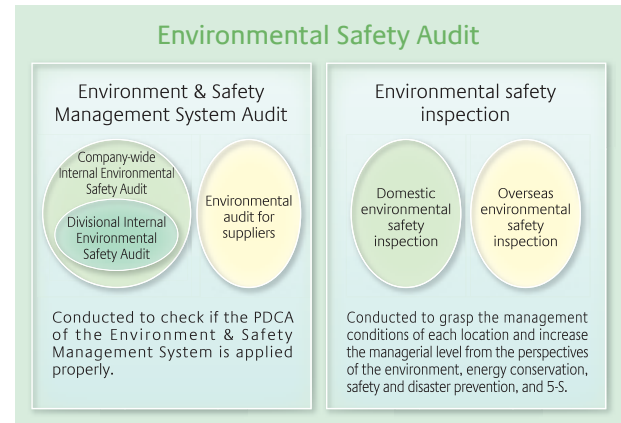 Environmental Safety Audit
Environment & Safety
Management System Audit
Company-wide
Internal Environmental
Safety Audit
Divisional Internal
Environmental
Safety Audit
Environmental
audit for
suppliers
Conducted to check if the PDCA
of the Environment & Safety
Management System is applied
properly.
Environmental safety
inspection
Domestic
environmental
safety
inspection
Overseas
environmental
safety
inspection
Conducted to grasp the management
conditions of each location and increase
the managerial level from the perspectives
of the environment, energy conservation,
safety and disaster prevention, and 5-S.